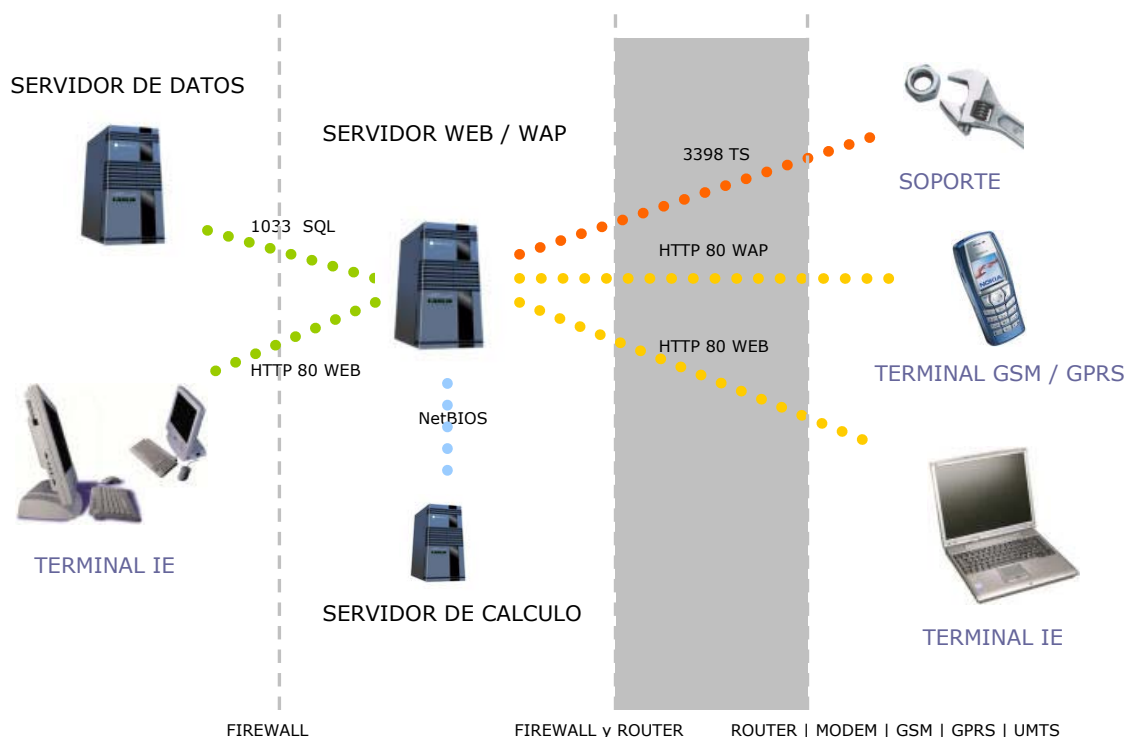 SERVIDOR DE DATOS
SERVIDOR WEB / WAP
3398 TS
SOPORTE
1033 SQL
HTTP 80 WAP
NOKIA
HTTP 80 WEB
HTTP 80 WEB
TERMINAL GSM / GPRS
NetBIOS
TERMINAL IE
SERVIDOR DE CALCULO
TERMINAL IE
FIREWALL
FIREWALL y ROUTER
ROUTER | MODEM | GSM | GPRS | UMTS